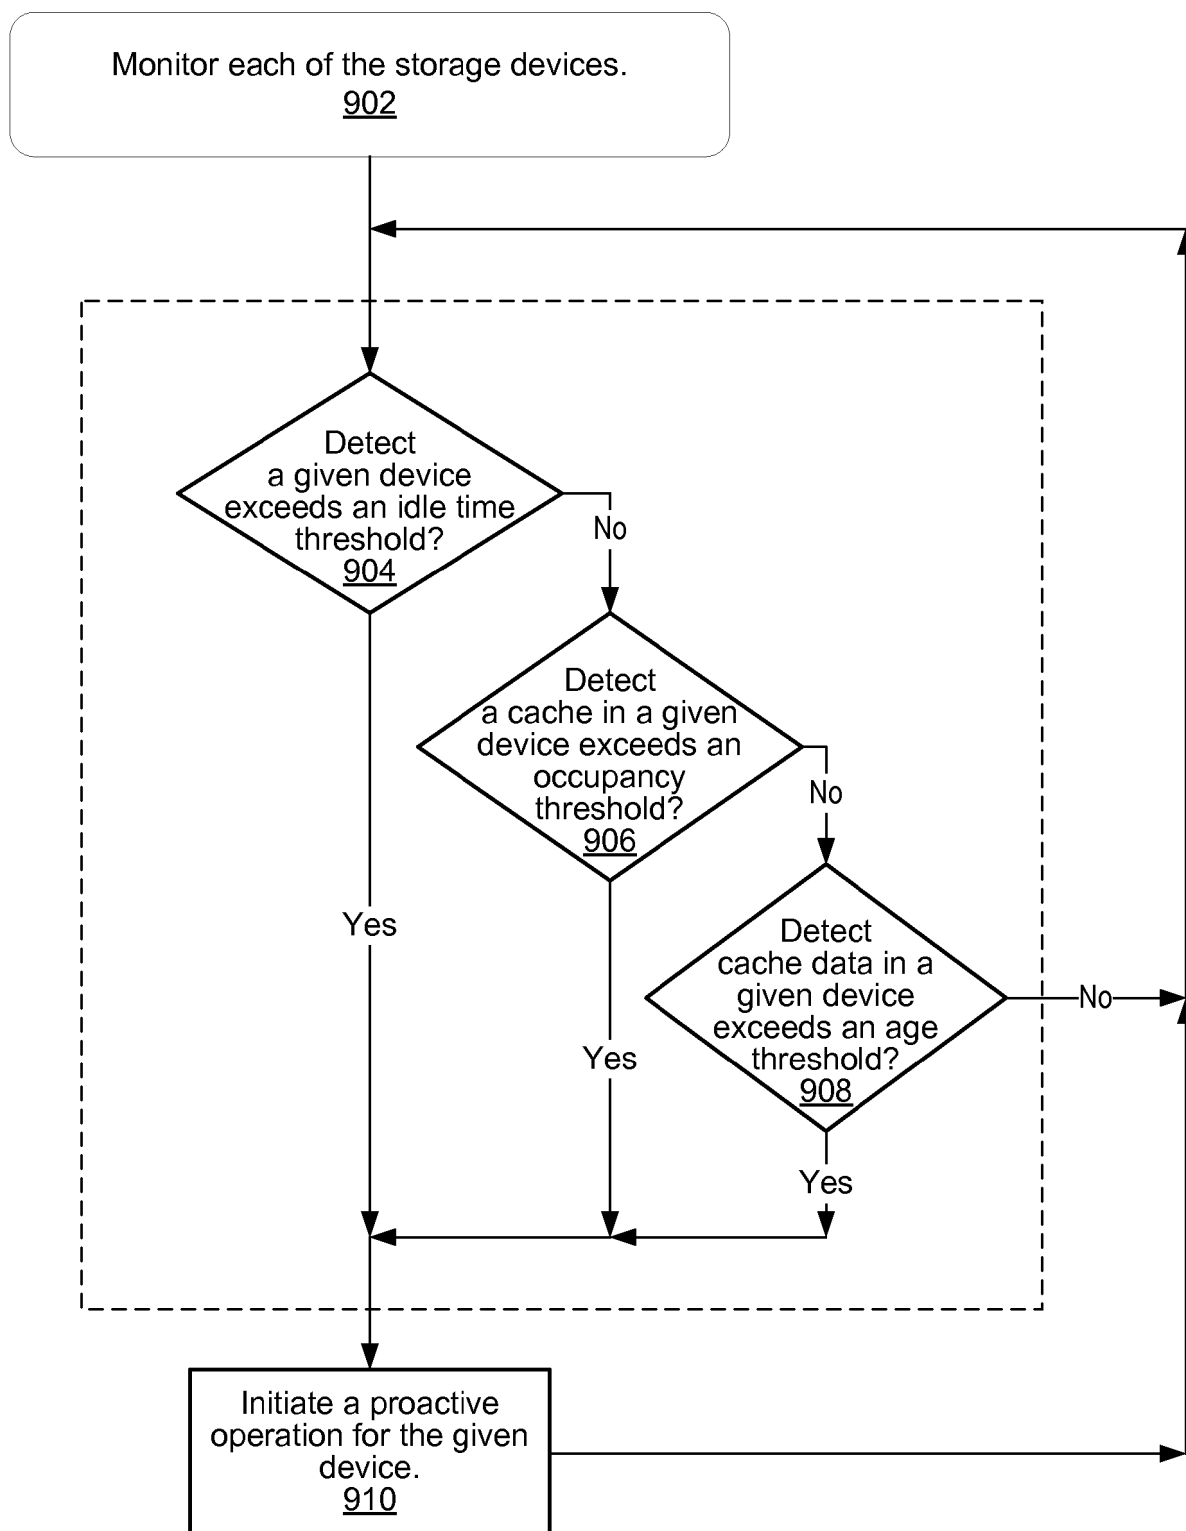 Monitor each of the storage devices.
902
Detect
a given device
exceeds an idle time
threshold?
904
No
Detect
a cache in a given
device exceeds an
occupancy
threshold?
906
No
Yes
Detect
cache data in a
given device
exceeds an age
threshold?
908
No
Yes
Yes
Initiate a proactive
operation for the given
device.
910